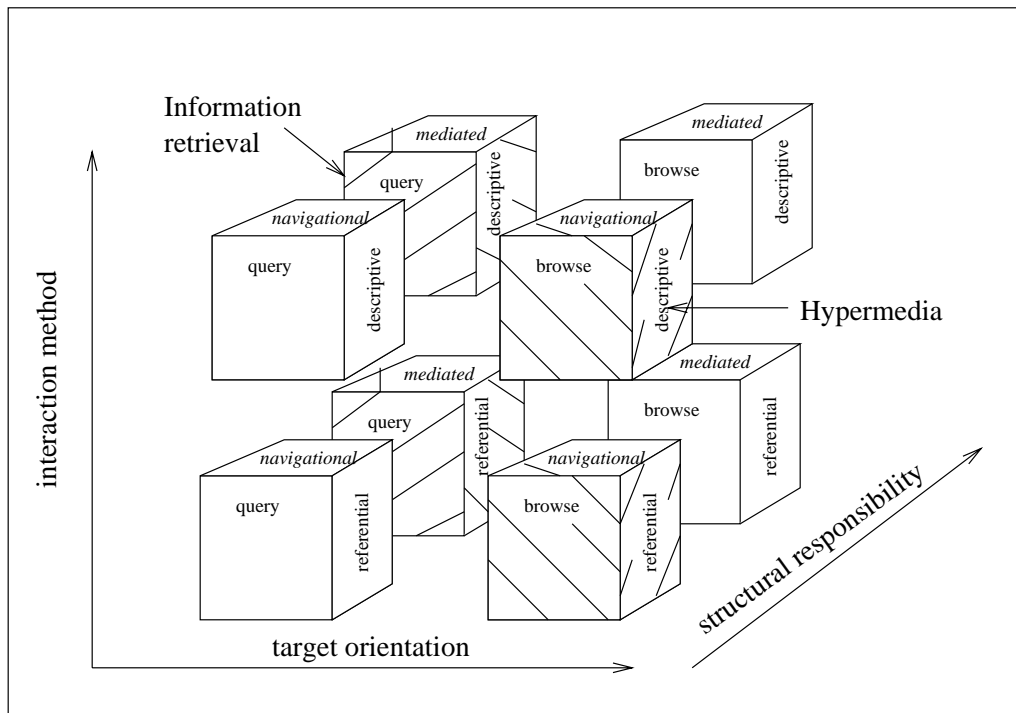 Information
retrieval
mediated
mediated
query
descriptive
browse
descriptive
navigational
navigational
query
descriptive
browse
descriptive
Hypermedia
interaction method
mediated
mediated
query
referential
browse
referential
navigational
navigational
query
referential
browse
referential
structural responsibility
target orientation